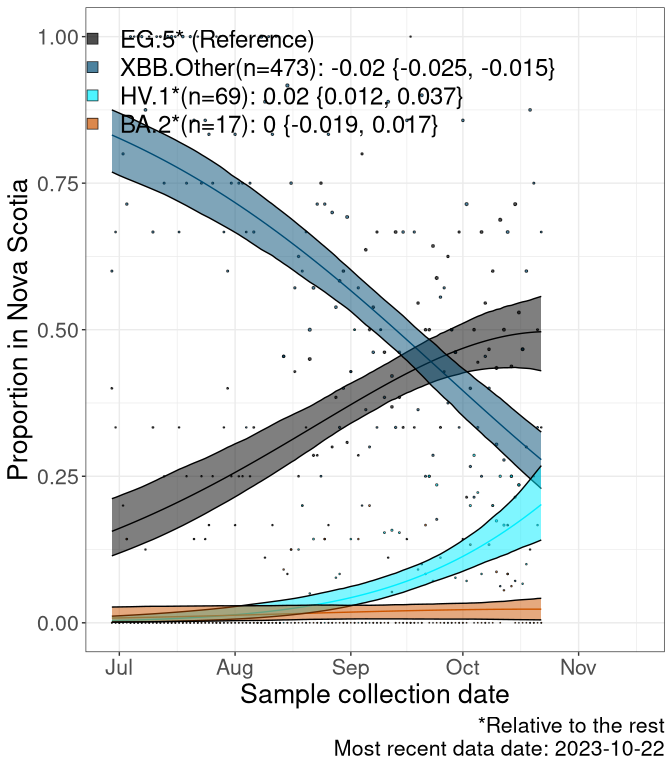 1.00
0.75
0.50
0.25
0.00
Proportion in Nova Scotia
EG.5* (Reference)
XBB.Other(n=473): -0.02 {-0.025, -0.015}
HV.1*(n=69): 0.02 {0.012, 0.037}
BA.2*(n=17): 0 {-0.019, 0.017}
Jul Aug Sep Oct Nov
Sample collection date
*Relative to the rest
Most recent data date: 2023-10-22